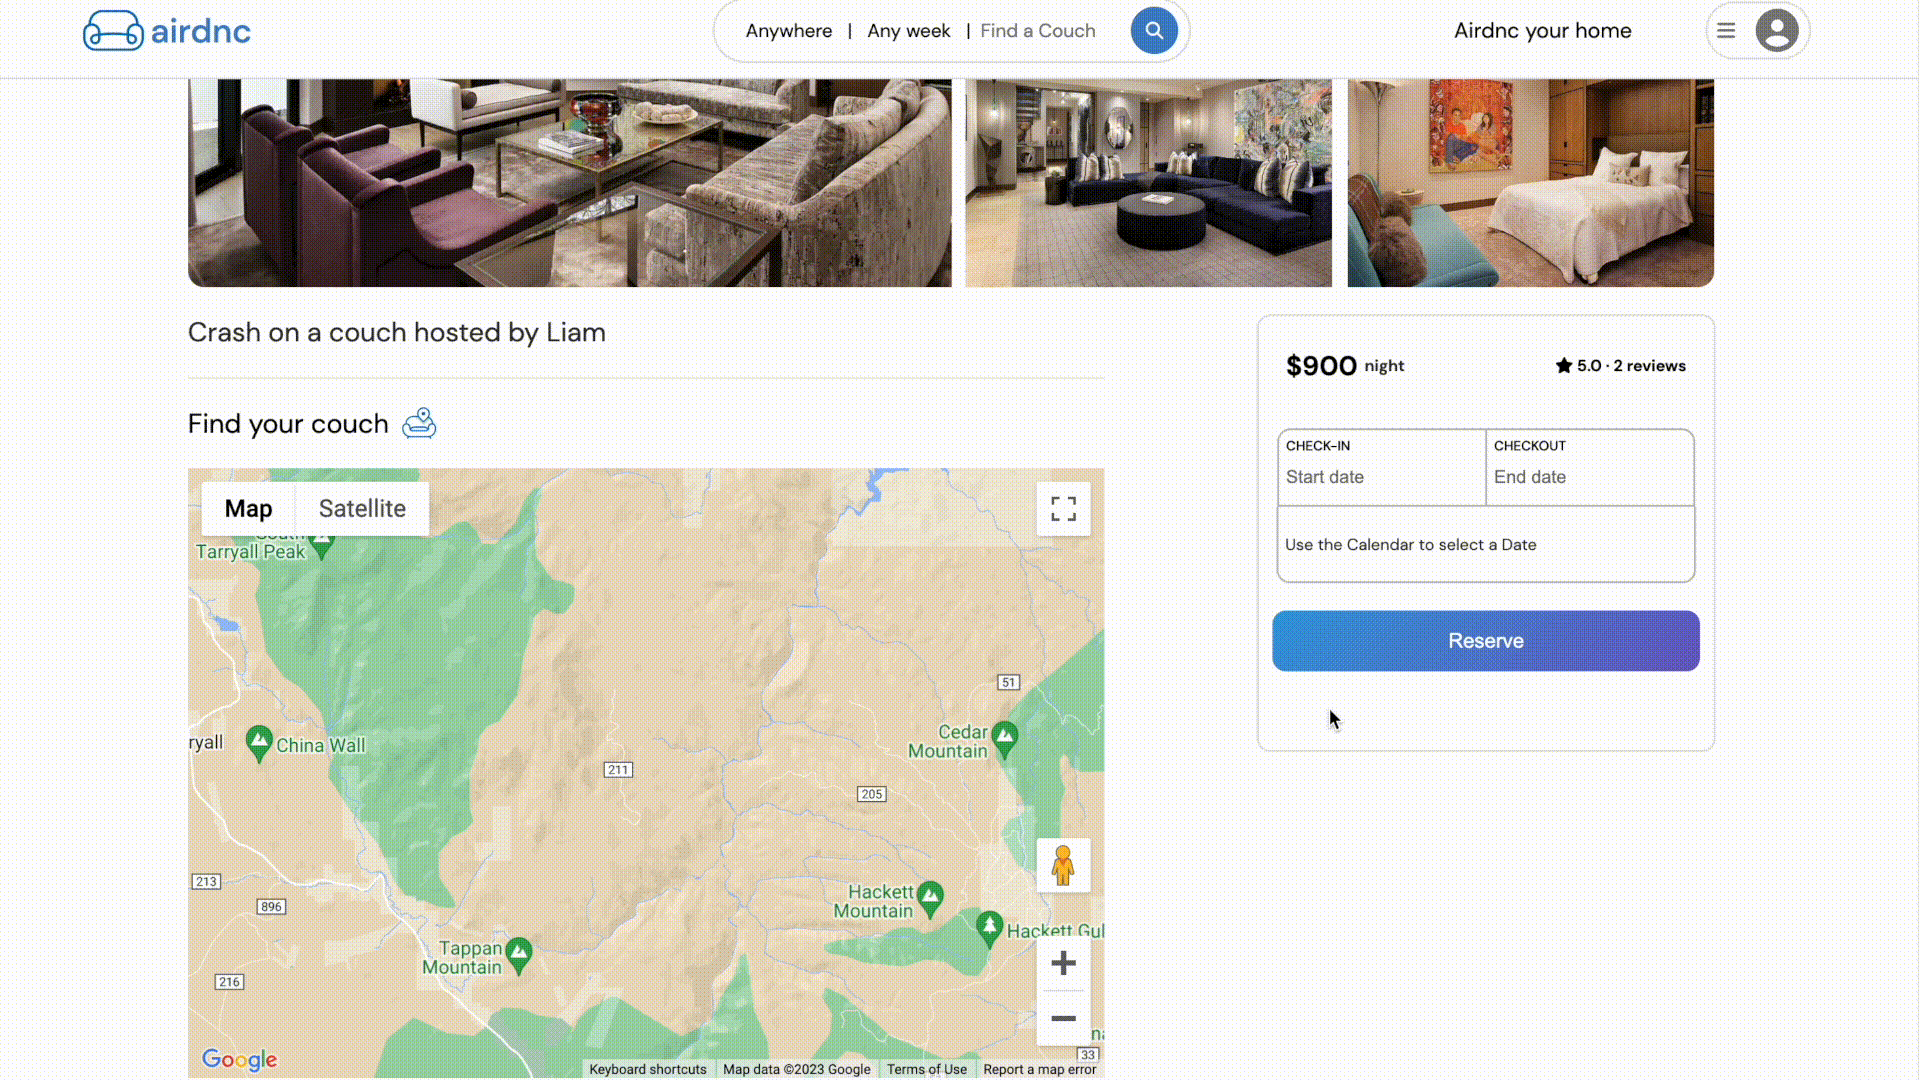 airdnc
Anywhere | Any week | Find a Couch
Airdnc your home
Crash on a couch hosted by Liam
Find your couch
$900 night
5.0 · 2 reviews
CHECK-IN
Start date
CHECKOUT
End date
Use the Calendar to select a Date
Reserve
Map
Satellite
South
Tarryall Peak
ryall
China Wall
51
Cedar
Mountain
211
205
213
896
Hackett
Mountain
Hackett Gul
Tappan
Mountain
216
33
Google
Keyboard shortcuts
Map data ©2023 Google
Terms of Use
Report a map error